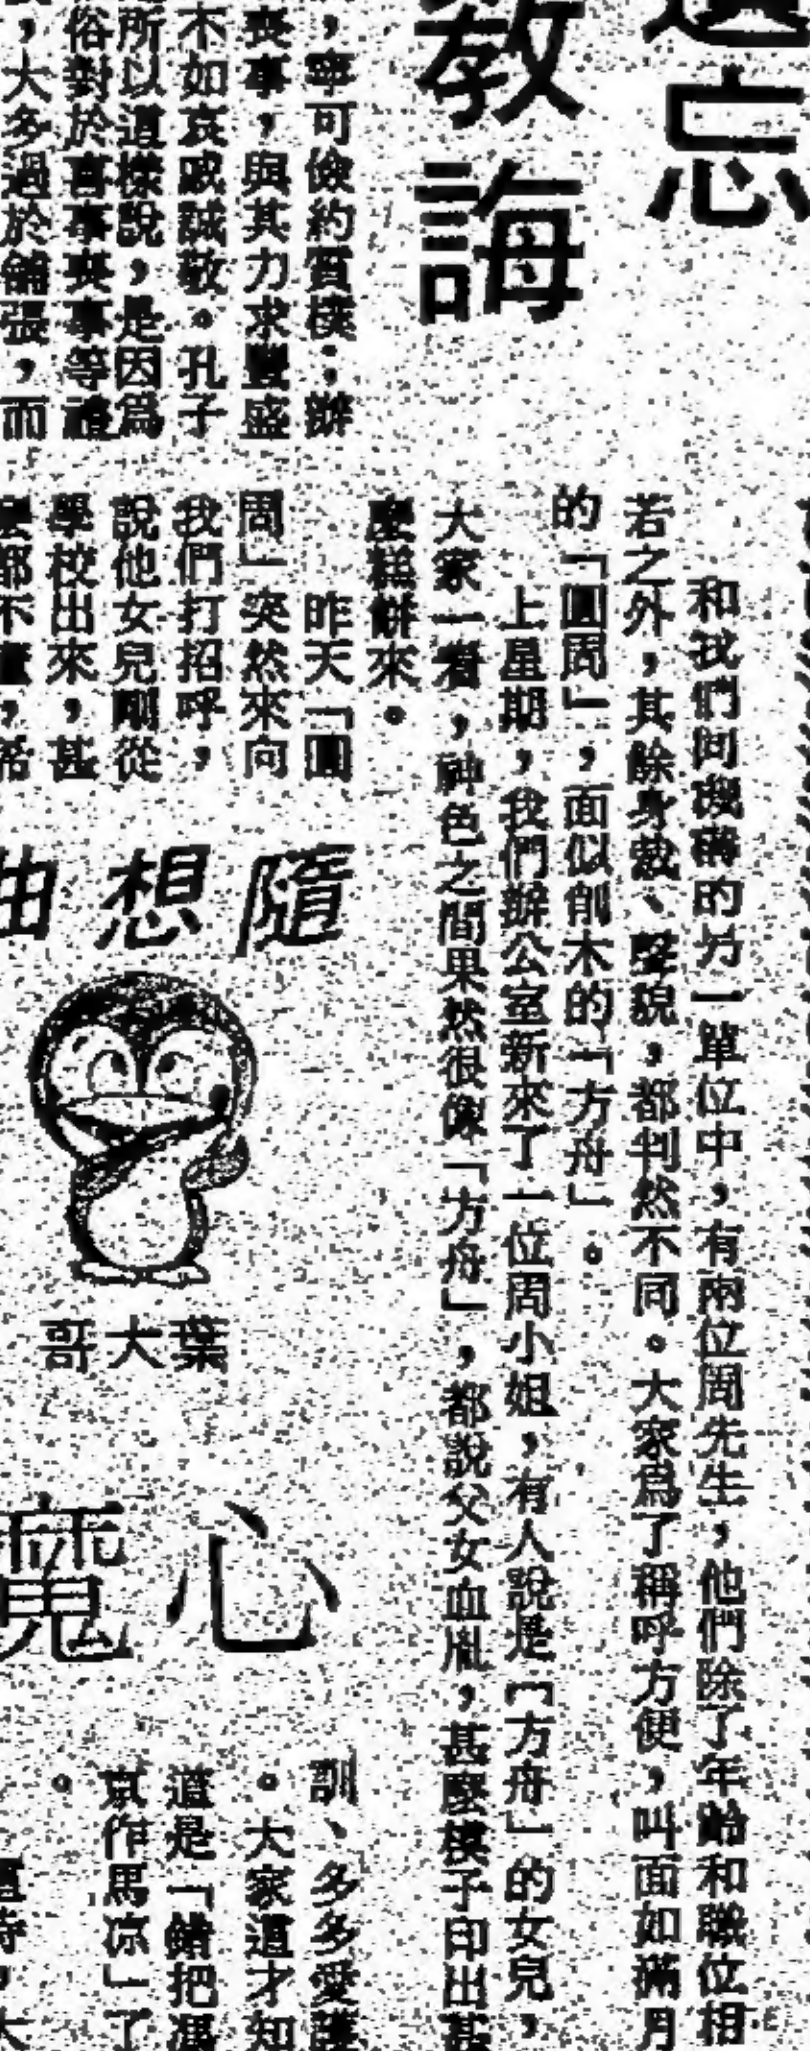 忘
教誨
，寧可儉約質樸；辦
喪事，與其力求豐盛
不如哀戚誠敬。孔子
所以這樣說，是因爲
俗對於喜事喪事等禮
，大多過於鋪張，而
和我們同機構的另一單位中，有兩位周先生，他們除了年齡和職位相
若之外，其餘身裁、聲貌，都判然不同。大家爲了稱呼方便，叫面如滿月
的「圓周」，面似削木的「方舟」。
上星期，我們辦公室新來了一位周小姐，有人說是「方舟」的女兒，
大家一看，神色之間果然很像「方舟」，都說父女血胤，甚麼模子印出甚
麼糕餅來。
昨天「圓
周」突然來向
我們打招呼，
說他女兒剛從
學校出來，甚
都不懂，希
隨想曲
葉大哥
心魔
訓、多多愛護
。大家這才知
道是「錯把馮
京作馬凉」了
。